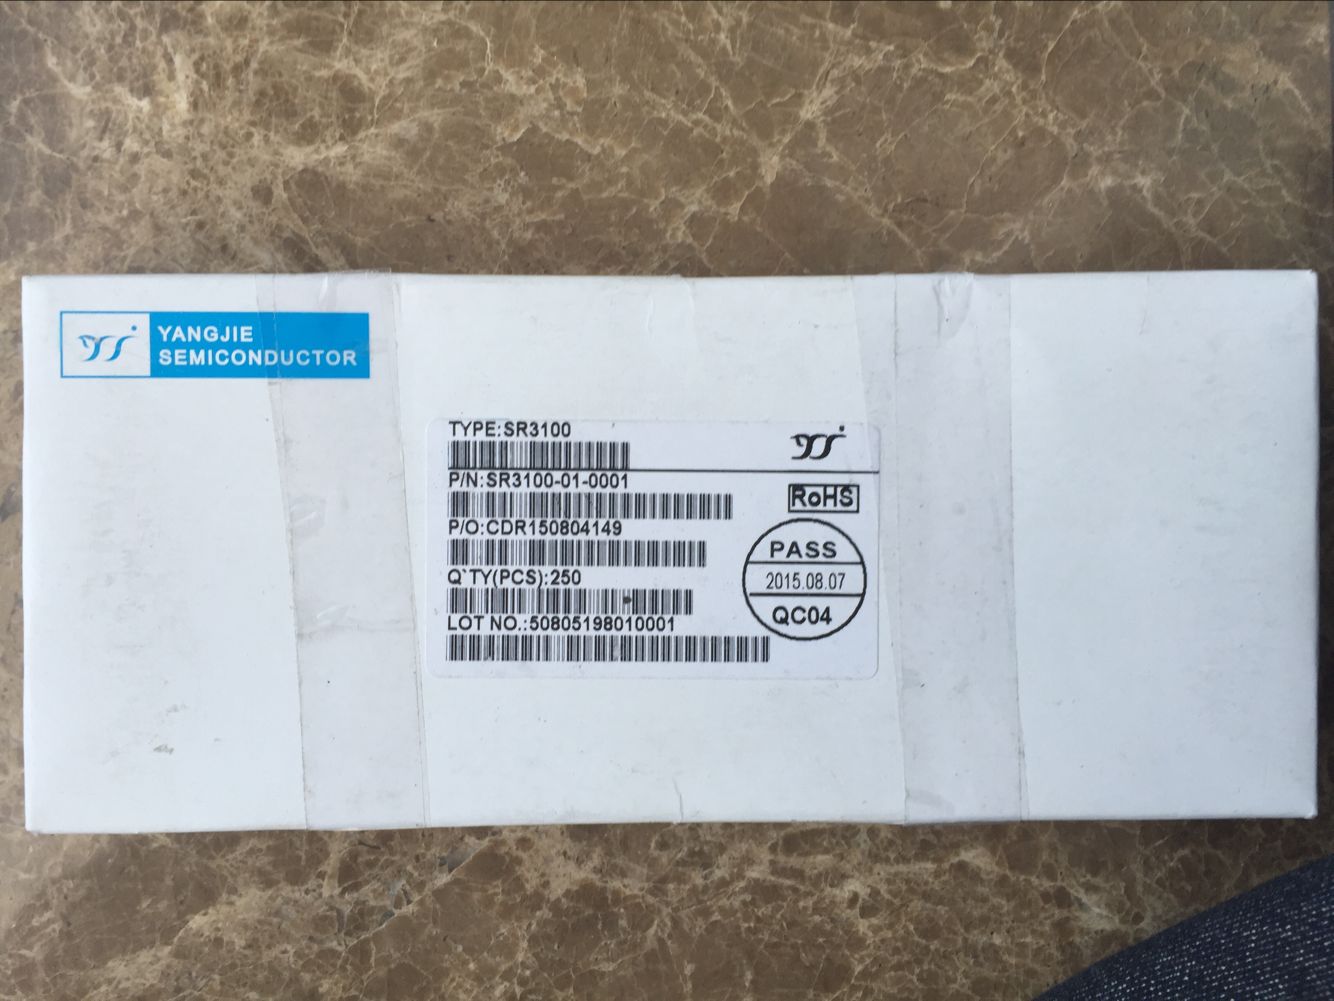 YANGJIE
SEMICONDUCTOR
TYPE:SR3100
P/N:SR3100-01-0001
RoHS
P/O:CDR150804149
PASS
Q`TY(PCS):250
2015.08.07
LOT NO.:50805198010001
QC04